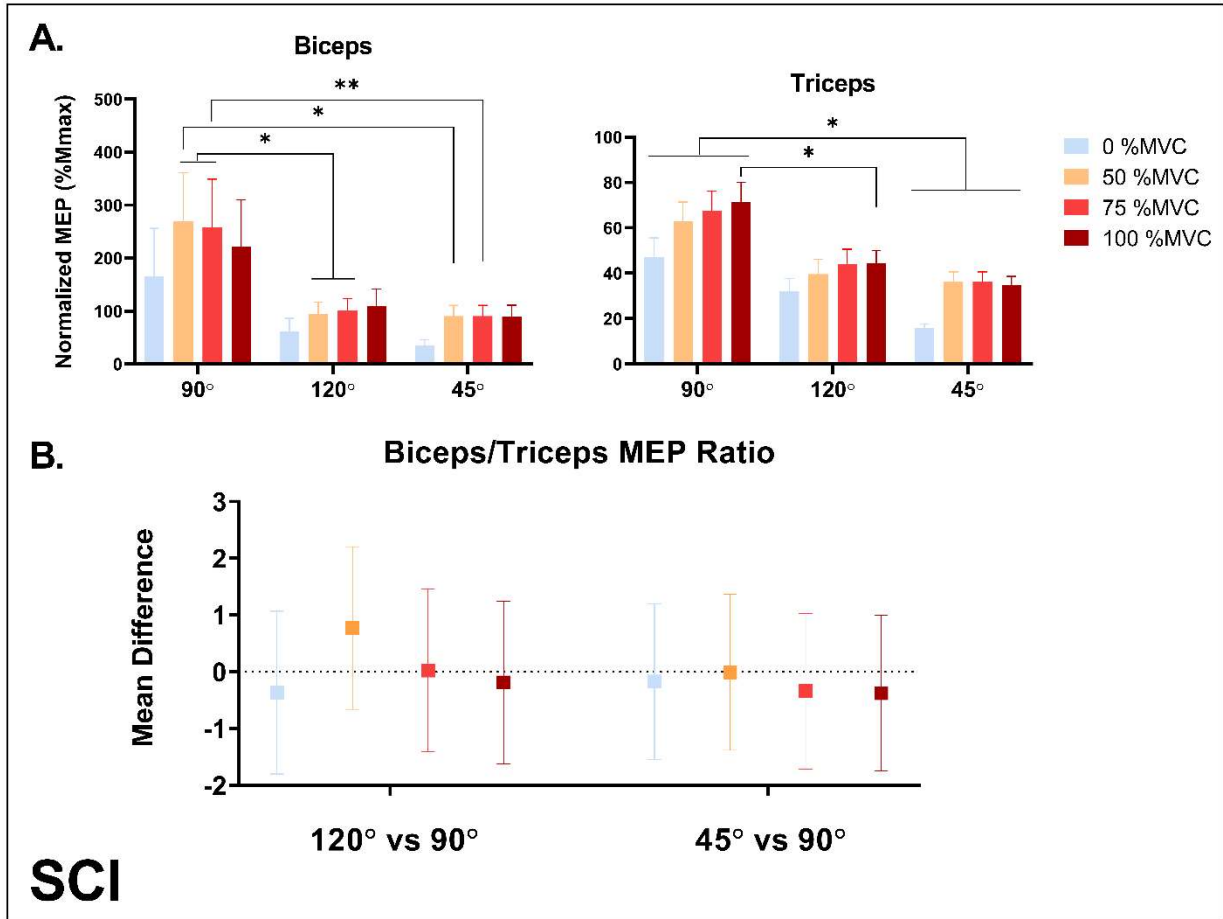 A.
Biceps
Triceps
Normalized MEP (%Mmax)
500
400
300
200
100
0
**
*
*
90°
120°
45°
100
80
60
40
20
0
*
*
90°
120°
45°
0 %MVC
50 %MVC
75 %MVC
100 %MVC
B.
Biceps/Triceps MEP Ratio
Mean Difference
3
2
1
0
-1
-2
120° vs 90°
45° vs 90°
SCI